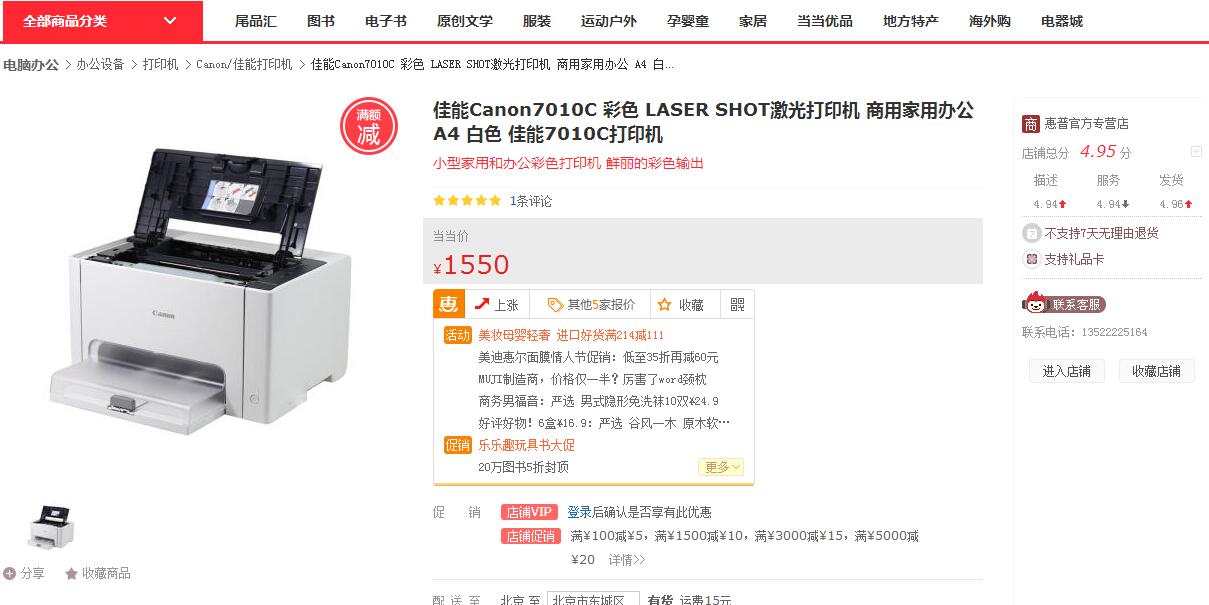 全部商品分类
尾品汇 图书 电子书 原创文学 服装 运动户外 孕婴童 家居 当当优品 地方特产 海外购 电器城
电脑办公 > 办公设备 > 打印机 > Canon/佳能打印机 > 佳能Canon7010C 彩色 LASER SHOT激光打印机 商用家用办公 A4 白...
满额
减
Canon
分享 收藏商品
佳能Canon7010C 彩色 LASER SHOT激光打印机 商用家用办公
A4 白色 佳能7010C打印机
小型家用和办公彩色打印机 鲜丽的彩色输出
1条评论
当当价
¥1550
惠 上涨 其他5家报价 收藏
活动 美妆母婴轻奢 进口好货满214减111
美迪惠尔面膜情人节促销：低至35折再减60元
MUJI制造商，价格仅一半？厉害了word颈枕
商务男福音：严选 男式隐形免洗袜10双¥24.9
好评好物！6盒¥16.9：严选 谷风一木 原木软…
促销 乐乐趣玩具书大促
20万图书5折封顶 更多
促 销 店铺VIP 登录后确认是否享有此优惠
店铺促销 满¥100减¥5，满¥1500减¥10，满¥3000减¥15，满¥5000减
¥20 详情>>
配 送 至 北京 至 北京市东城区 有货 运费15元
商 惠普官方专营店
店铺总分 4.95 分
描述 服务 发货
4.94 4.94 4.96
7 不支持7天无理由退货
支持礼品卡
联系客服
联系电话：13522225164
进入店铺 收藏店铺